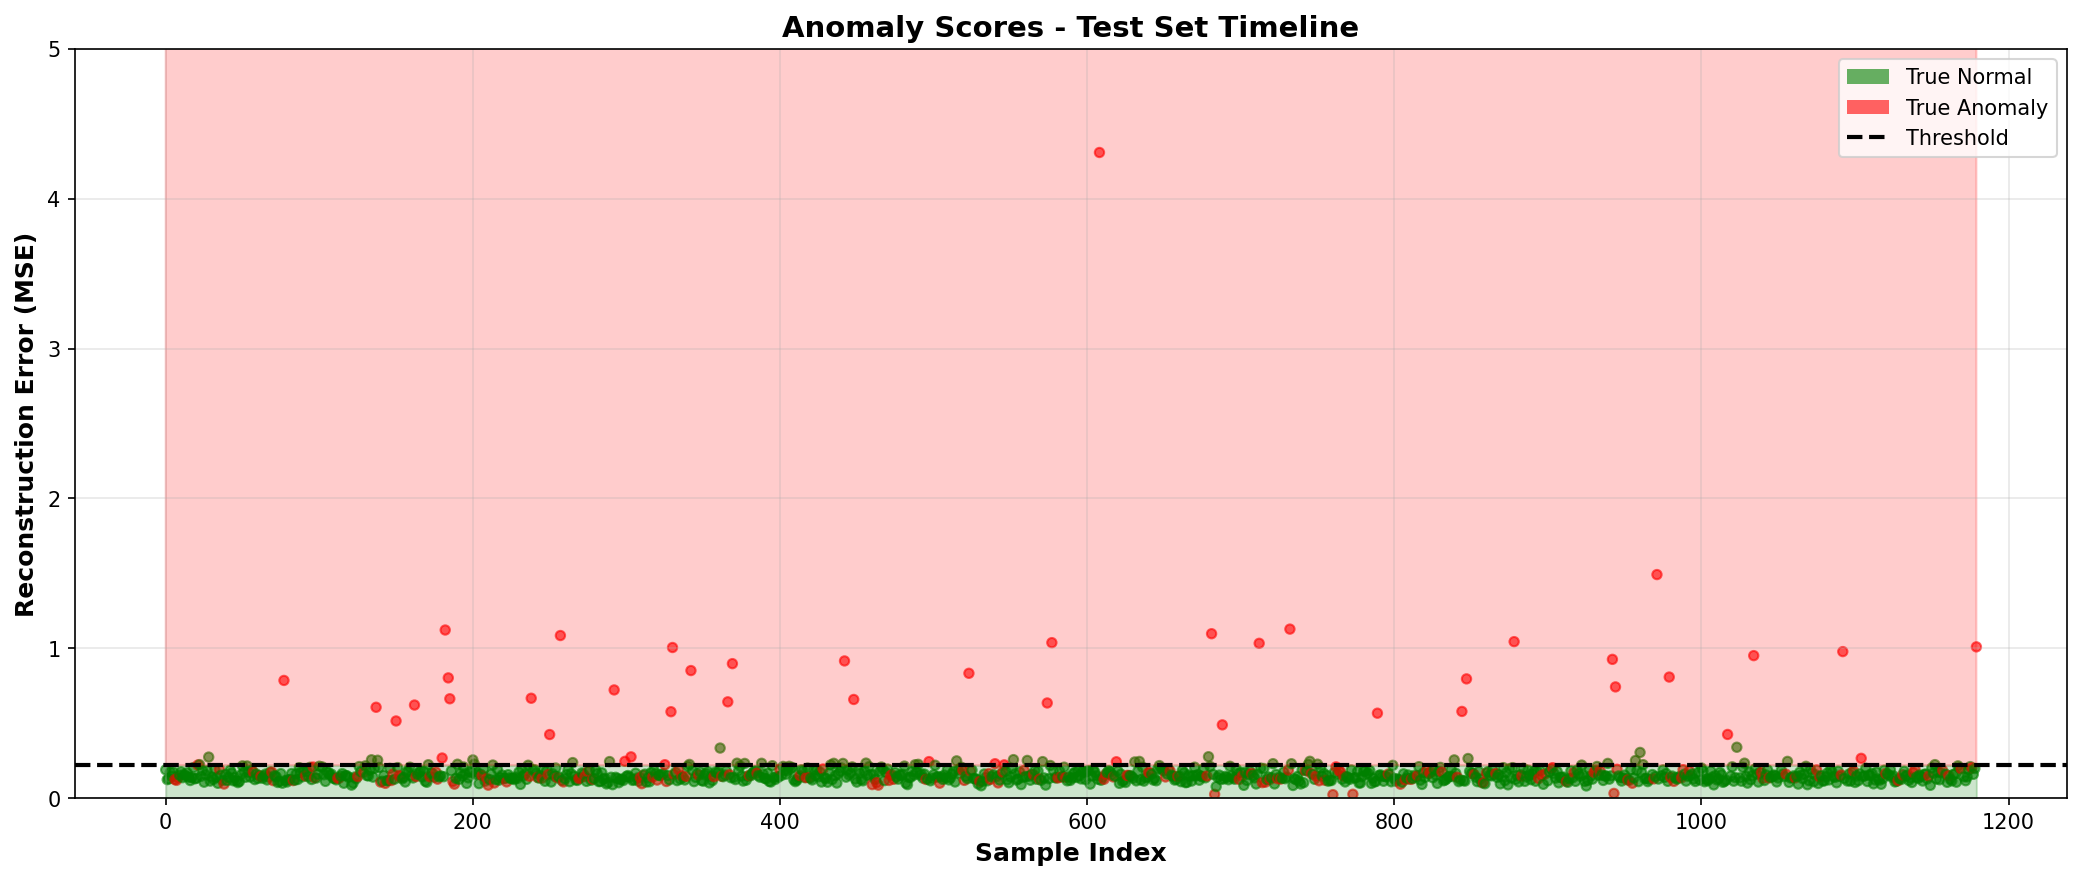 Anomaly Scores - Test Set Timeline
Reconstruction Error (MSE)
5
4
3
2
1
0
True Normal
True Anomaly
Threshold
0 200 400 600 800 1000 1200
Sample Index